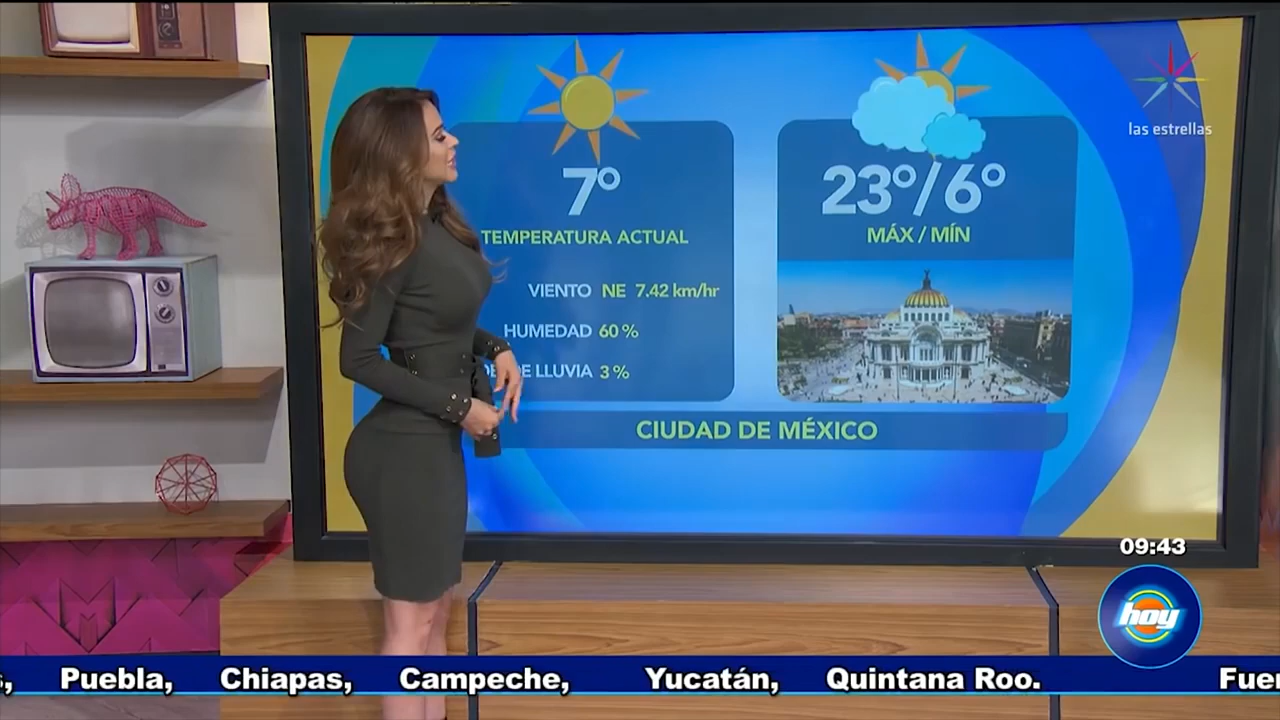 las estrellas
7°
TEMPERATURA ACTUAL
VIENTO NE 7.42 km/hr
HUMEDAD 60 %
LLUVIA 3 %
23°/6°
MÁX / MÍN
CIUDAD DE MÉXICO
09:43
hoy
Puebla, Chiapas, Campeche, Yucatán, Quintana Roo.